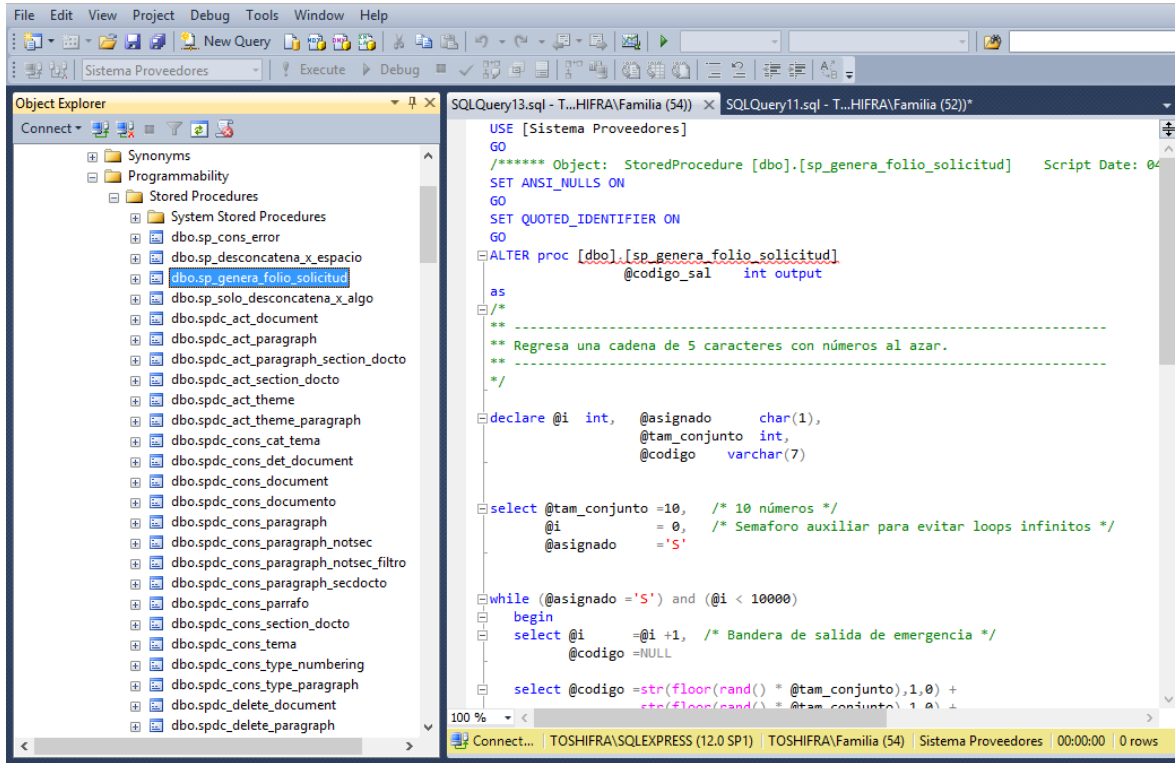 File Edit View Project Debug Tools Window Help
New Query
Sistema Proveedores Execute Debug
Object Explorer
Connect
Synonyms
Programmability
Stored Procedures
System Stored Procedures
dbo.sp_cons_error
dbo.sp_desconcatena_x_espacio
dbo.sp_genera_folio_solicitud
dbo.sp_solo_desconcatena_x_algo
dbo.spdc_act_document
dbo.spdc_act_paragraph
dbo.spdc_act_paragraph_section_docto
dbo.spdc_act_section_docto
dbo.spdc_act_theme
dbo.spdc_act_theme_paragraph
dbo.spdc_cons_cat_tema
dbo.spdc_cons_det_document
dbo.spdc_cons_document
dbo.spdc_cons_documento
dbo.spdc_cons_paragraph
dbo.spdc_cons_paragraph_notsec
dbo.spdc_cons_paragraph_notsec_filtro
dbo.spdc_cons_paragraph_secdocto
dbo.spdc_cons_parrafo
dbo.spdc_cons_section_docto
dbo.spdc_cons_tema
dbo.spdc_cons_type_numbering
dbo.spdc_cons_type_paragraph
dbo.spdc_delete_document
dbo.spdc_delete_paragraph
SQLQuery13.sql - T...HIFRA\Familia (54)) SQLQuery11.sql - T...HIFRA\Familia (52))*
USE [Sistema Proveedores]
GO
/****** Object: StoredProcedure [dbo].[sp_genera_folio_solicitud] Script Date: 04
SET ANSI_NULLS ON
GO
SET QUOTED_IDENTIFIER ON
GO
ALTER proc [dbo].[sp_genera_folio_solicitud]
@codigo_sal int output
as
/*
** ---------------------------------------------------------------------------
** Regresa una cadena de 5 caracteres con números al azar.
** ---------------------------------------------------------------------------
*/
declare @i int, @asignado char(1),
@tam_conjunto int,
@codigo varchar(7)
select @tam_conjunto =10, /* 10 números */
@i = 0, /* Semaforo auxiliar para evitar loops infinitos */
@asignado ='S'
while (@asignado ='S') and (@i < 10000)
begin
select @i =@i +1, /* Bandera de salida de emergencia */
@codigo =NULL
select @codigo =str(floor(rand() * @tam_conjunto),1,0) +
str(floor(rand() * @tam_conjunto),1,0) +
100 %
Connect... TOSHIFRA\SQLEXPRESS (12.0 SP1) TOSHIFRA\Familia (54) Sistema Proveedores 00:00:00 0 rows